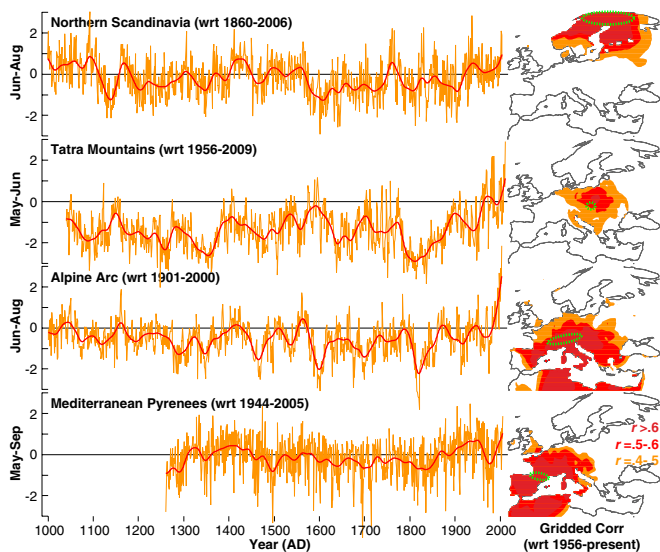 Northern Scandinavia (wrt 1860-2006)
Jun-Aug
2
0
-2
Tatra Mountains (wrt 1956-2009)
May-Jun
2
0
-2
Alpine Arc (wrt 1901-2000)
Jun-Aug
2
0
-2
Mediterranean Pyrenees (wrt 1944-2005)
May-Sep
2
0
-2
r >.6
r =.5-.6
r =.4-.5
1000 1100 1200 1300 1400 1500 1600 1700 1800 1900 2000
Year (AD)
Gridded Corr
(wrt 1956-present)